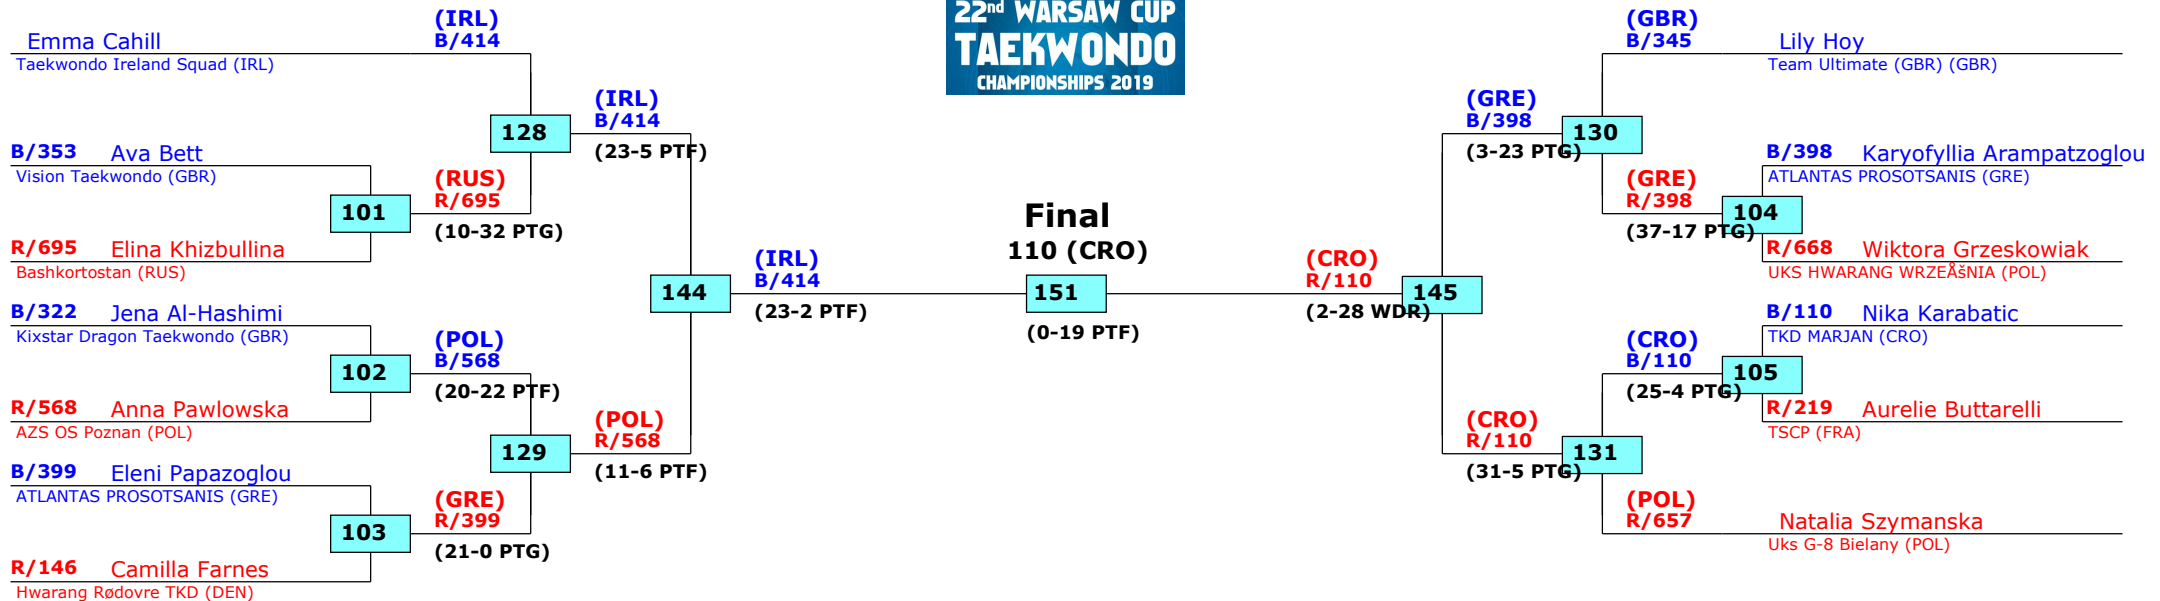 22nd WARSAW CUP
TAEKWONDO
CHAMPIONSHIPS 2019
Emma Cahill
Taekwondo Ireland Squad (IRL)
(IRL)
B/414
B/353 Ava Bett
Vision Taekwondo (GBR)
128
(IRL)
B/414
(23-5 PTF)
101
(RUS)
R/695
(10-32 PTG)
R/695 Elina Khizbullina
Bashkortostan (RUS)
144
(IRL)
B/414
(23-2 PTF)
B/322 Jena Al-Hashimi
Kixstar Dragon Taekwondo (GBR)
102
(POL)
B/568
(20-22 PTF)
R/568 Anna Pawlowska
AZS OS Poznan (POL)
129
(POL)
R/568
(11-6 PTF)
B/399 Eleni Papazoglou
ATLANTAS PROSOTSANIS (GRE)
103
(GRE)
R/399
(21-0 PTG)
R/146 Camilla Farnes
Hwarang Rødovre TKD (DEN)
Final
110 (CRO)
151
(0-19 PTF)
(GBR)
B/345
Lily Hoy
Team Ultimate (GBR) (GBR)
(GRE)
B/398
(3-23 PTG)
130
B/398 Karyofyllia Arampatzoglou
ATLANTAS PROSOTSANIS (GRE)
(GRE)
R/398
(37-17 PTG)
104
R/668 Wiktora Grzeskowiak
UKS HWARANG WRZEÅšNIA (POL)
(CRO)
R/110
(2-28 WDR)
145
B/110 Nika Karabatic
TKD MARJAN (CRO)
(CRO)
B/110
(25-4 PTG)
105
R/219 Aurelie Buttarelli
TSCP (FRA)
(CRO)
R/110
(31-5 PTG)
131
(POL)
R/657
Natalia Szymanska
Uks G-8 Bielany (POL)